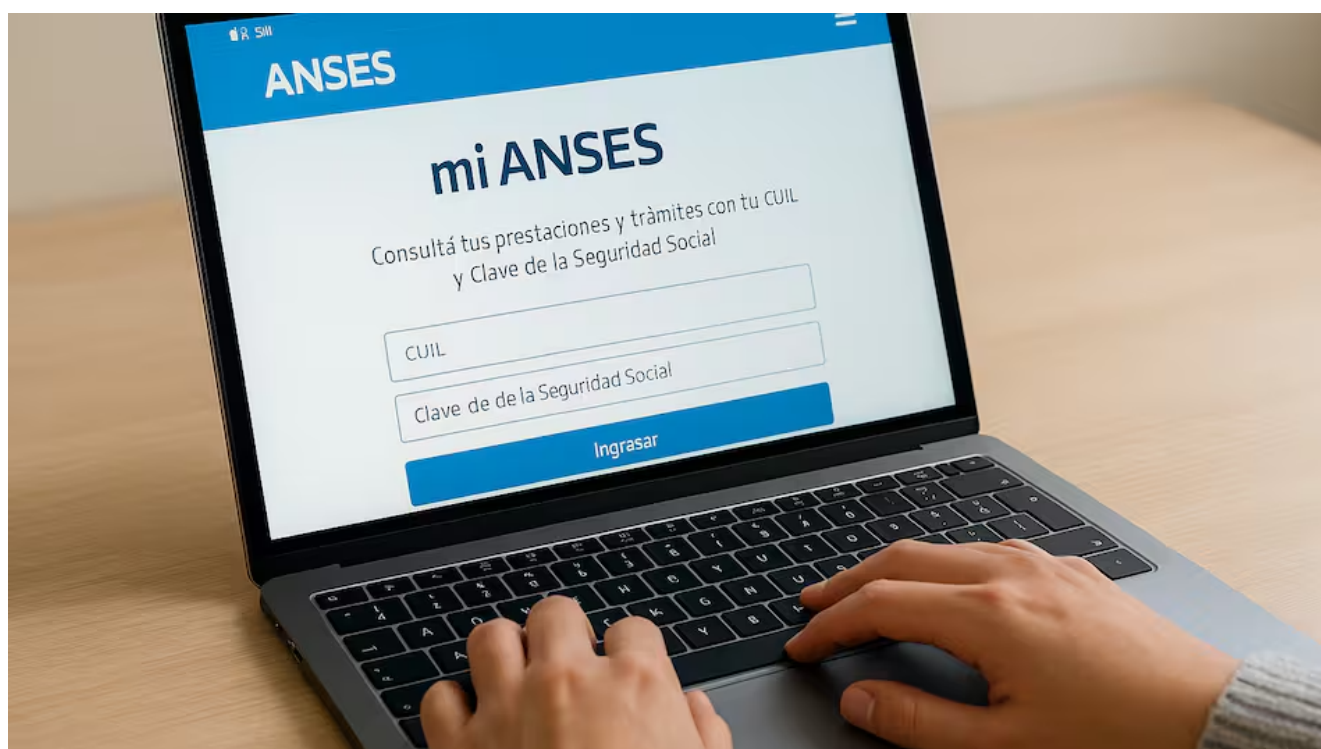 ANSES
mi ANSES
Consultá tus prestaciones y tràmites con tu CUIL
y Clave de la Seguridad Social
CUIL
Clave de de la Seguridad Social
Ingrasar